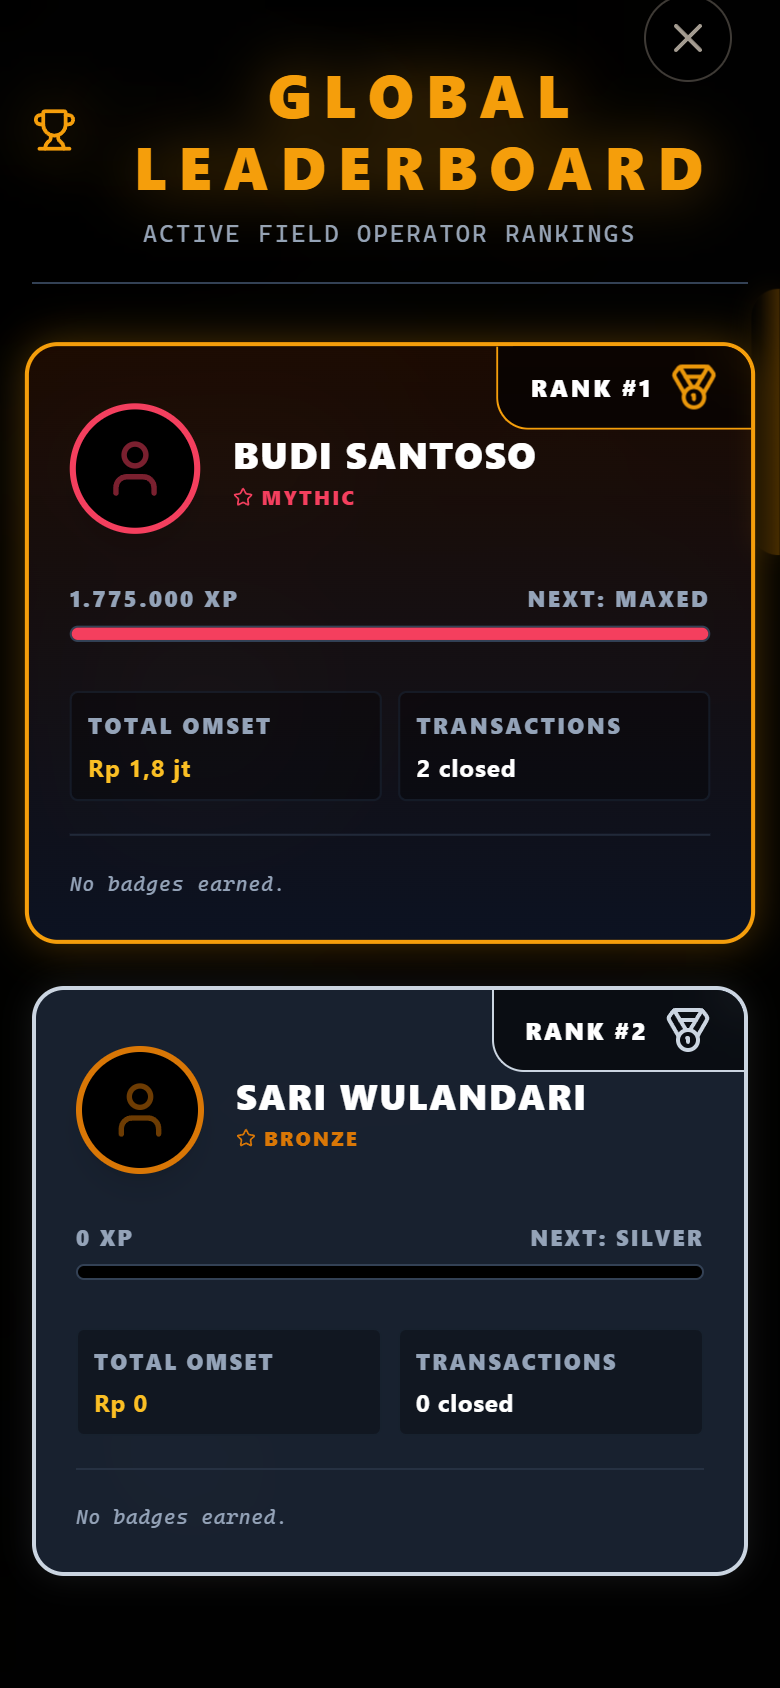 GLOBAL
LEADERBOARD
ACTIVE FIELD OPERATOR RANKINGS
RANK #1
1
BUDI SANTOSO
MYTHIC
1.775.000 XP
NEXT: MAXED
TOTAL OMSET
TRANSACTIONS
Rp 1,8 jt
2 closed
No badges earned.
RANK #2
1
SARI WULANDARI
BRONZE
0 XP
NEXT: SILVER
TOTAL OMSET
TRANSACTIONS
Rp 0
0 closed
No badges earned.